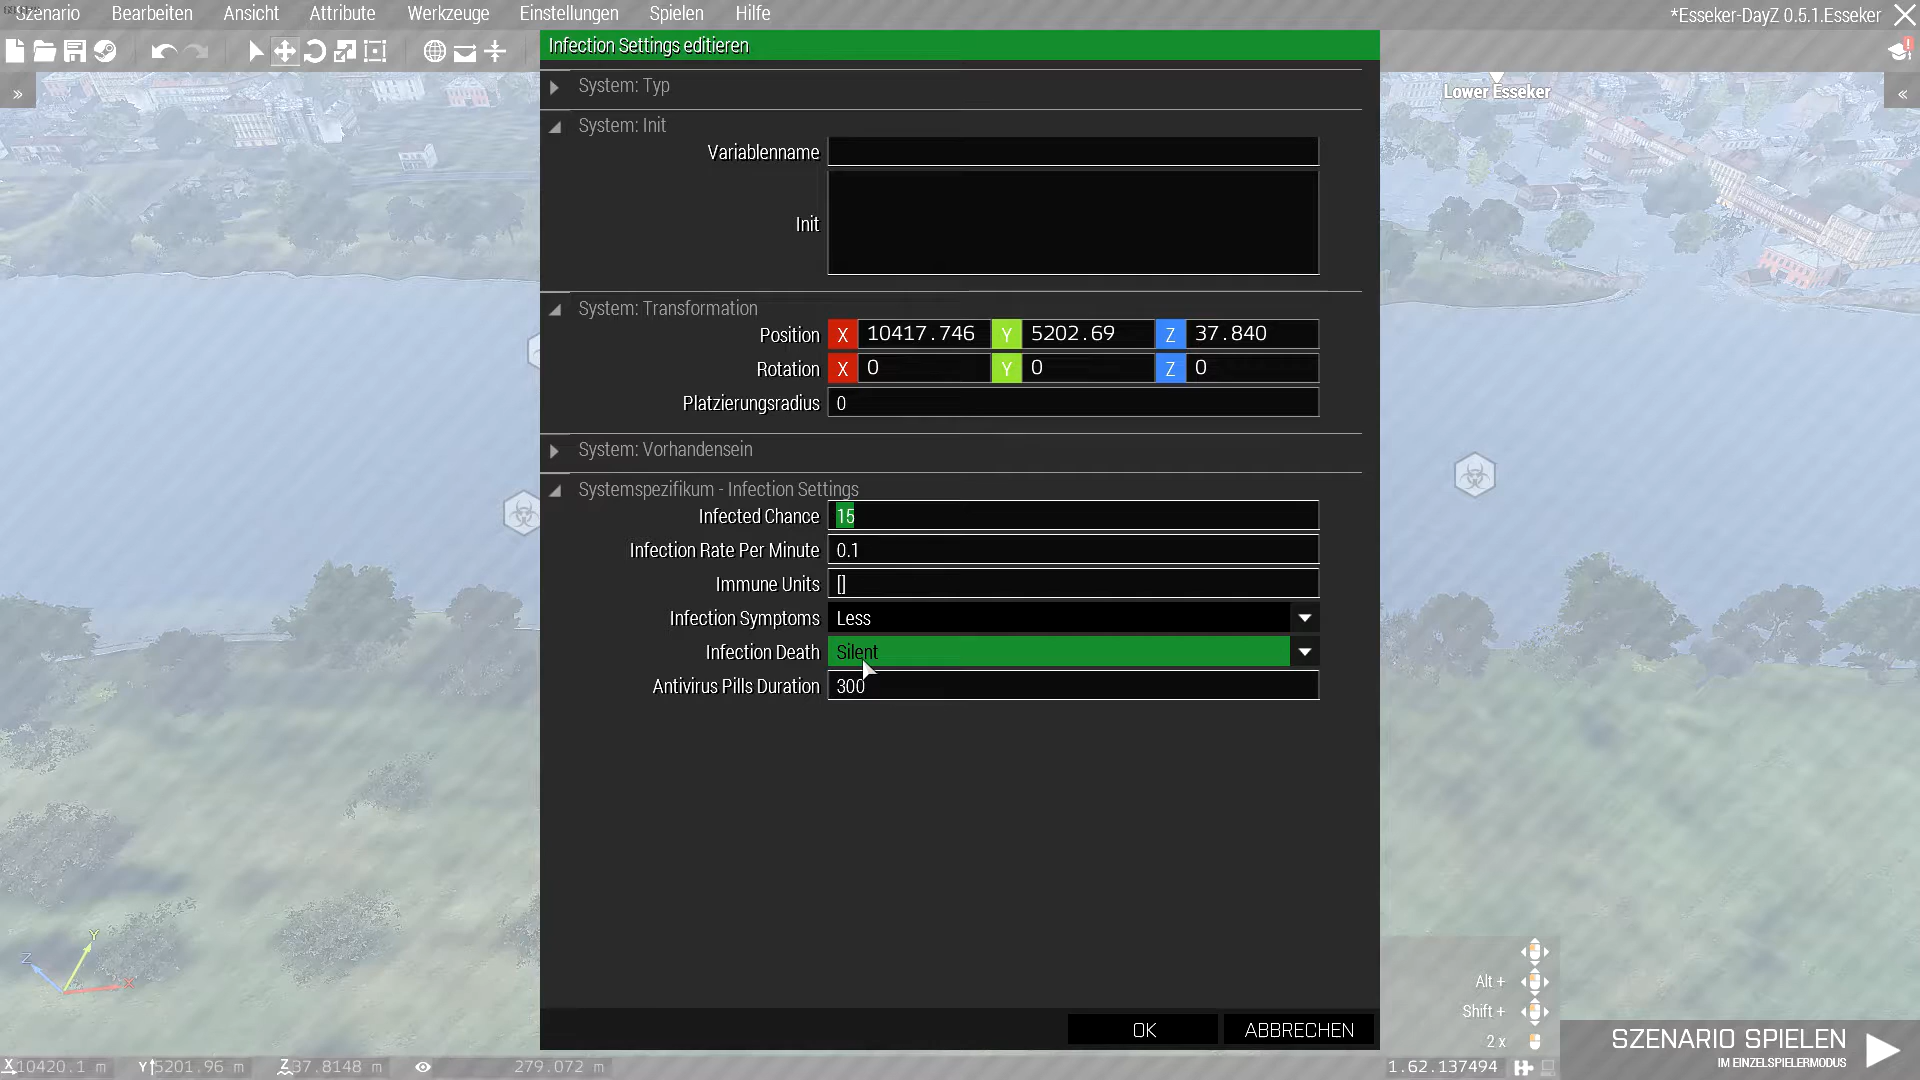 Szenario Bearbeiten Ansicht Attribute Werkzeuge Einstellungen Spielen Hilfe
*Esseker-DayZ 0.5.1.Esseker
Infection Settings editieren
System: Typ
Lower Esseker
System: Init
Variablenname
Init
System: Transformation
Position X 10417.746 Y 5202.69 Z 37.840
Rotation X 0 Y 0 Z 0
Platzierungsradius 0
System: Vorhandensein
Systemspezifikum - Infection Settings
Infected Chance 15
Infection Rate Per Minute 0.1
Immune Units []
Infection Symptoms Less
Infection Death Silent
Antivirus Pills Duration 300
Y
Z
X
Alt +
Shift +
2 x
OK ABBRECHEN
SZENARIO SPIELEN
IM EINZELSPIELERMODUS
X 10420.1 m Y 5201.96 m Z 37.8148 m 279.072 m
1.62.137494